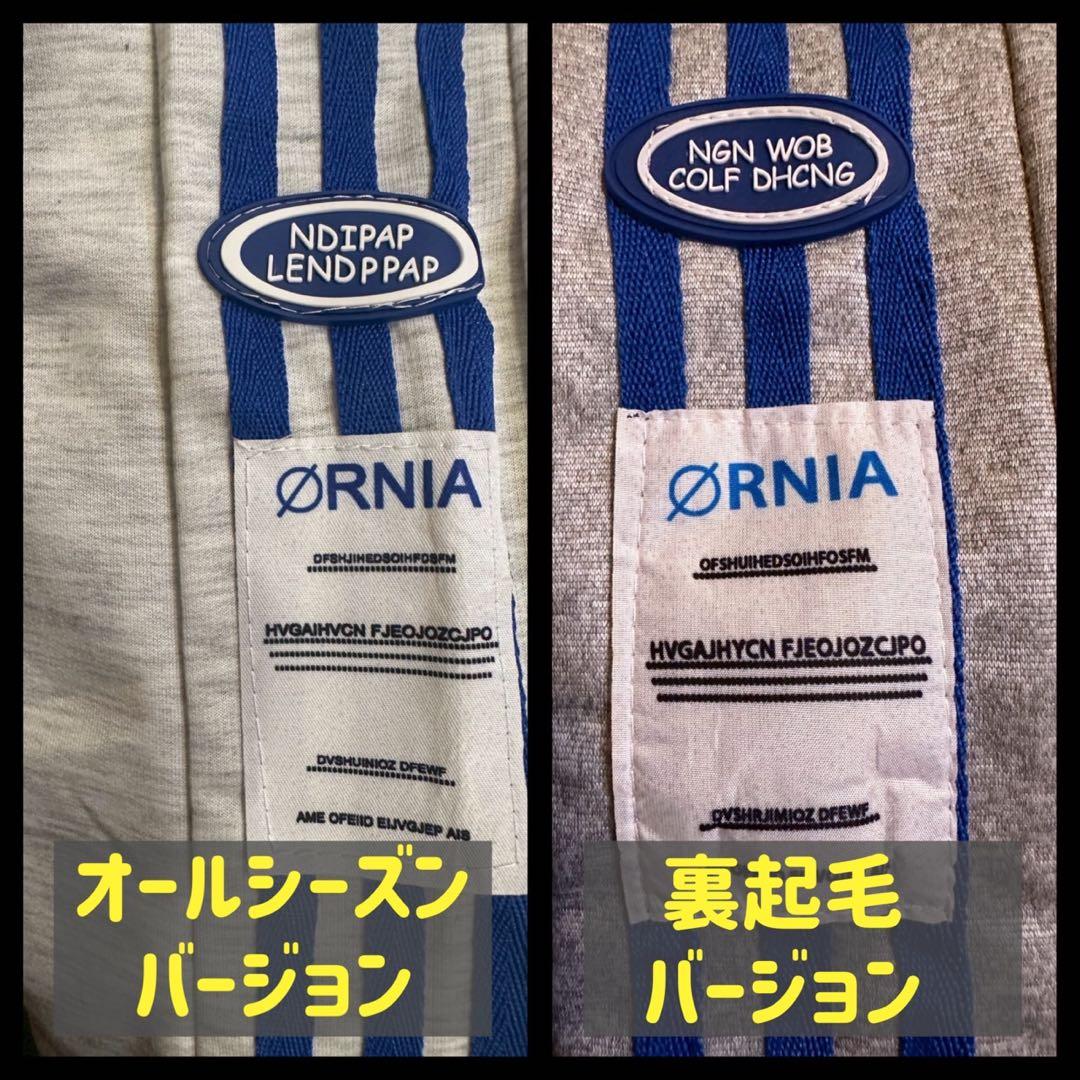 NDIPAP
LENDPPAP
ØRNIA
OFSHJIHEDSOIHFOSFM
HVGAIHVCN FJEOJOZCJPO
DVSHUINIOZ DFEWF
AME OFEIID EIJVGJEP AIS
オールシーズン
バージョン
NGN WOB
COLF DHCNG
ØRNIA
OFSHUIHEDSOIHFOSFM
HVGAJHYCN FJEOJOZCJPO
DVSHRJIMIOZ DFEWF
裏起毛
バージョン